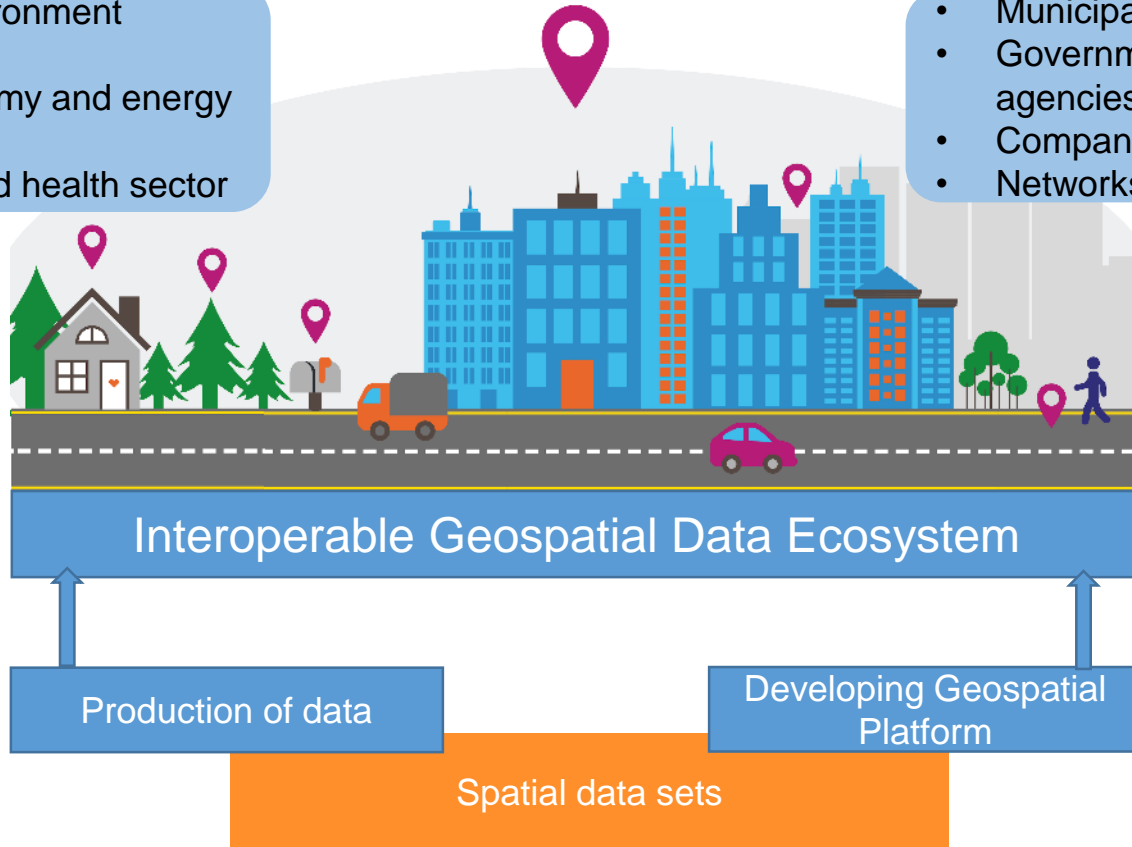 ronment
my and energy
d health sector
• Municipa
• Governm
agencies
• Compan
• Networks
Interoperable Geospatial Data Ecosystem
Production of data
Developing Geospatial
Platform
Spatial data sets